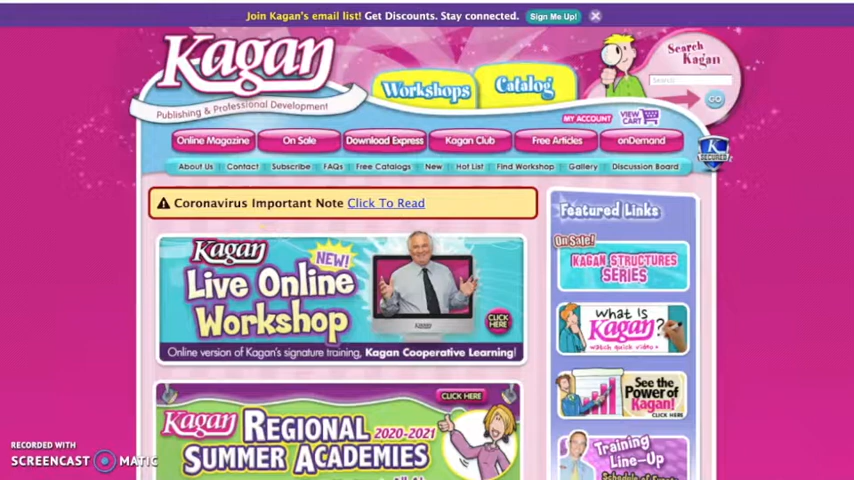 Join Kagan's email list! Get Discounts. Stay connected. Sign Me Up!
Kagan
Publishing & Professional Development!
Workshops
Catalog
Search
Kagan
Search
GO
MY ACCOUNT
VIEW
CART
Online Magazine
On Sale
Download Express
Kagan Club
Free Articles
onDemand
K
SECURED
About Us
Contact
Subscribe
FAQs
Free Catalogs
New
Hot List
Find Workshop
Gallery
Discussion Board
Coronavirus Important Note Click To Read
Kagan
NEW!
Live Online
Workshop
CLICK
HERE
Online version of Kagan's signature training, Kagan Cooperative Learning!
CLICK HERE
Kagan REGIONAL 2020-2021
SUMMER ACADEMIES
Featured Links
On Sale!
KAGAN STRUCTURES
SERIES
WHAT IS
Kagan?
watch quick video
See the
Power of
Kagan!
CLICK HERE
Training
Line-Up
RECORDED WITH
SCREENCAST MATIC